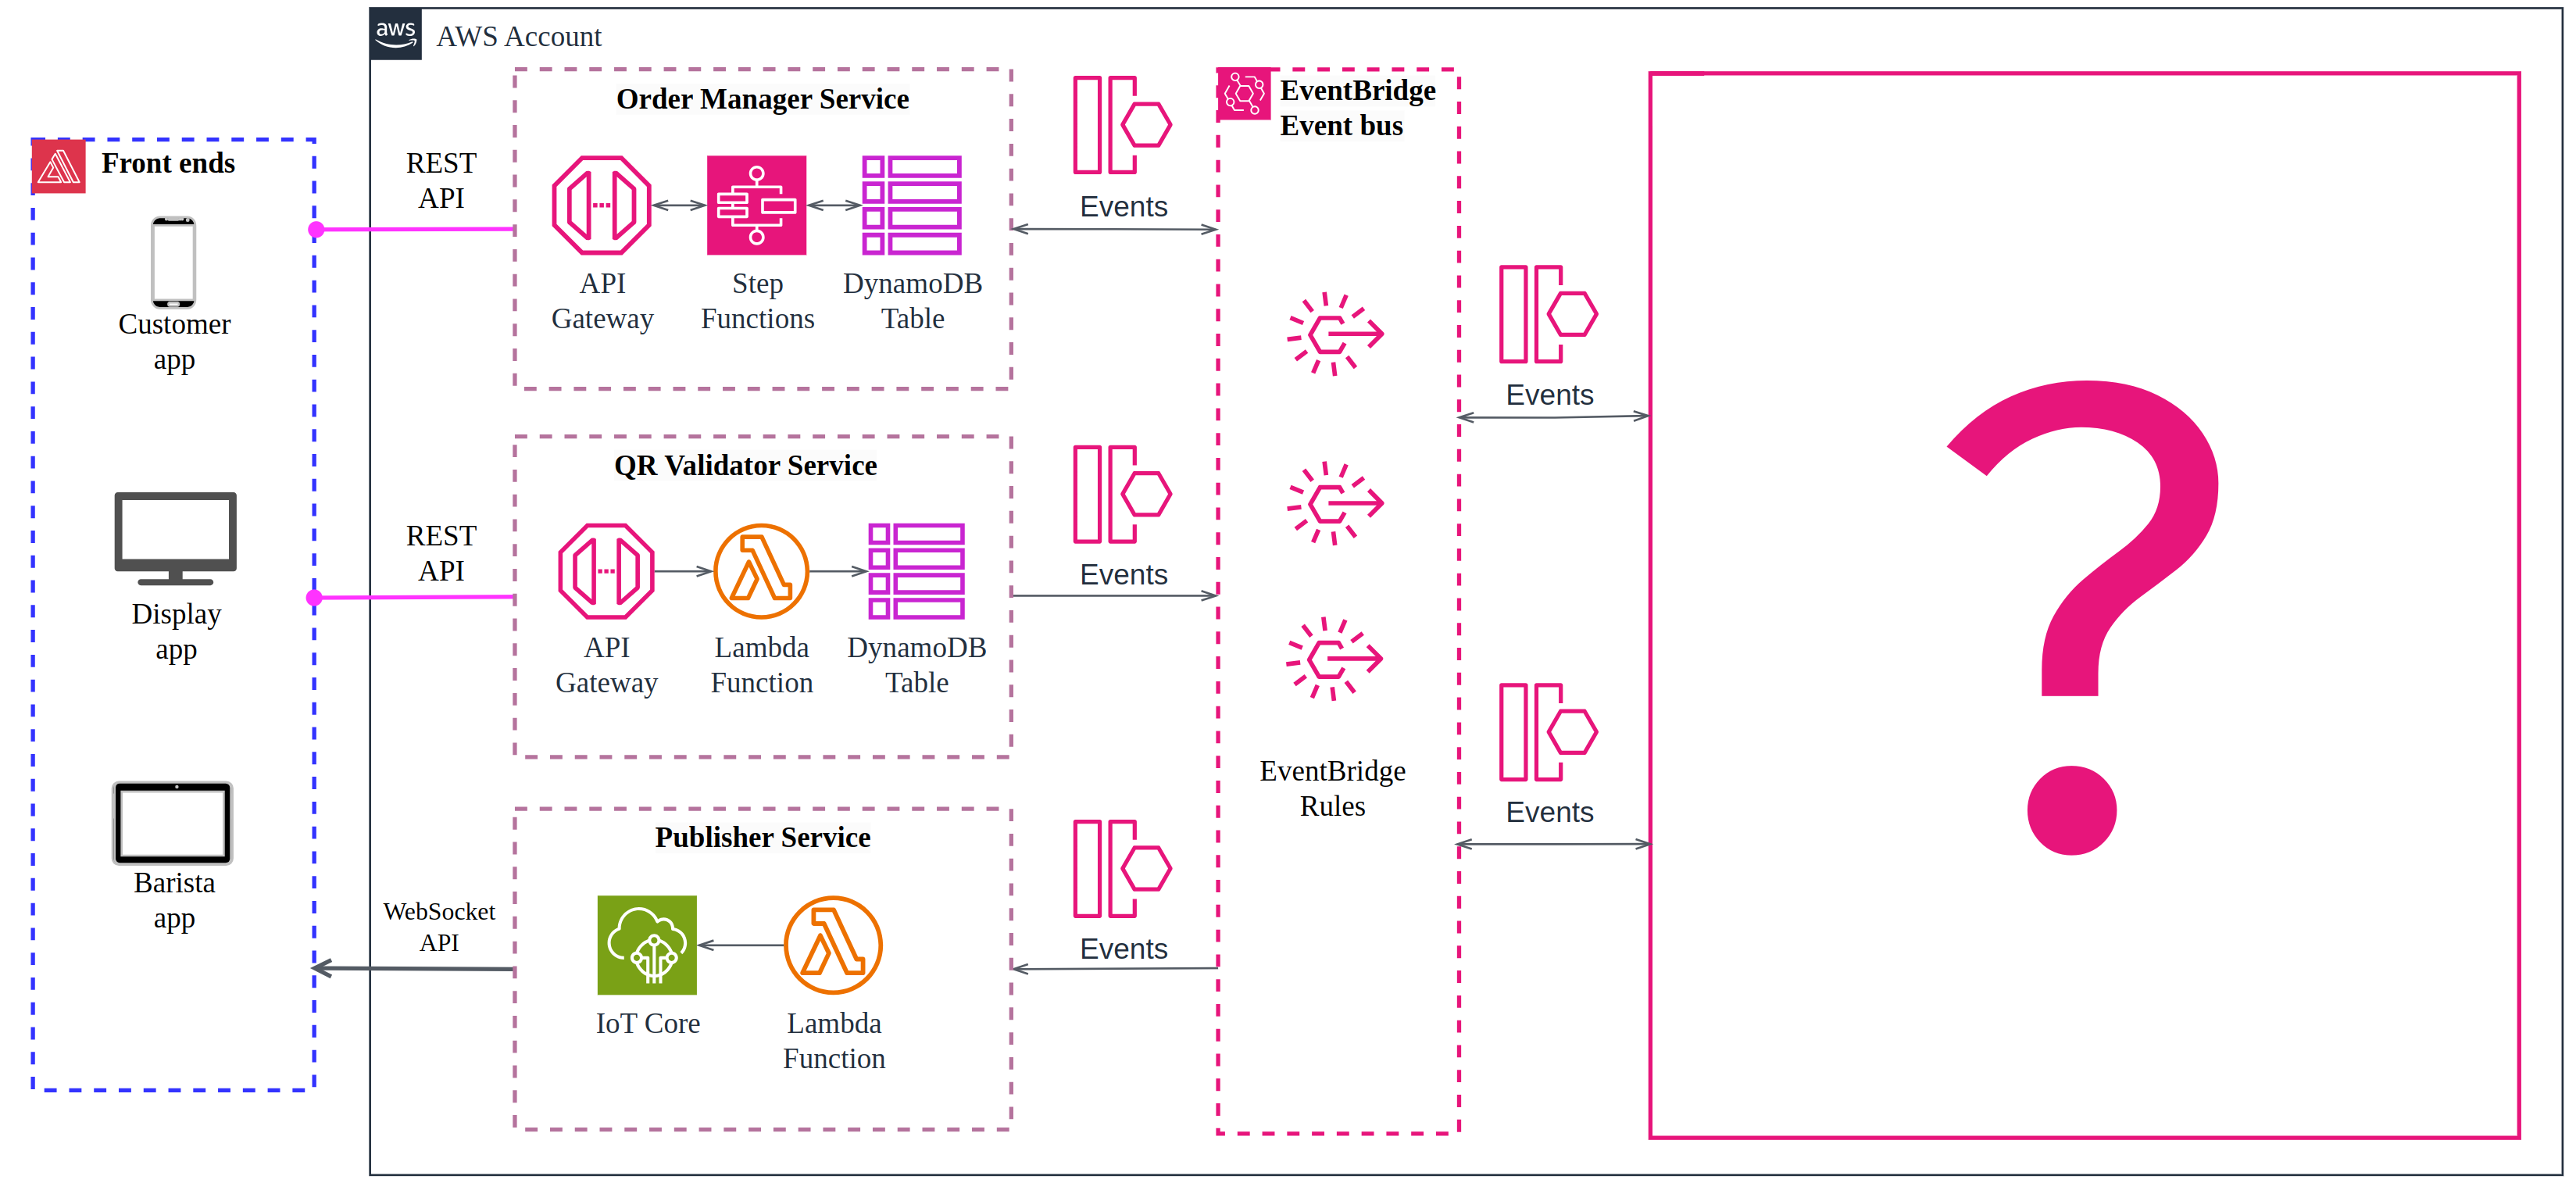 aws
AWS Account
Front ends
Customer
app
Display
app
Barista
app
REST
API
REST
API
WebSocket
API
Order Manager Service
API
Gateway
Step
Functions
DynamoDB
Table
QR Validator Service
API
Gateway
Lambda
Function
DynamoDB
Table
Publisher Service
IoT Core
Lambda
Function
Events
Events
Events
EventBridge
Event bus
EventBridge
Rules
Events
Events
?